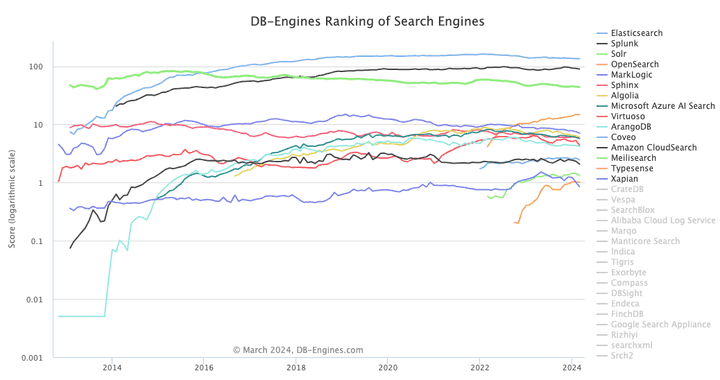 DB-Engines Ranking of Search Engines
Score (logarithmic scale)
100
10
1
0.1
0.01
0.001
2014
2016
2018
2020
2022
2024
© March 2024, DB-Engines.com
Elasticsearch
Splunk
Solr
OpenSearch
MarkLogic
Sphinx
Algolia
Microsoft Azure AI Search
Virtuoso
ArangoDB
Coveo
Amazon CloudSearch
Meilisearch
Typesense
Xapian
CrateDB
Vespa
SearchBlox
Alibaba Cloud Log Service
Marqo
Manticore Search
Indica
Tigris
Exorbyte
Compass
DBSight
Endeca
FinchDB
Google Search Appliance
Rizhiyi
searchxml
Srch2